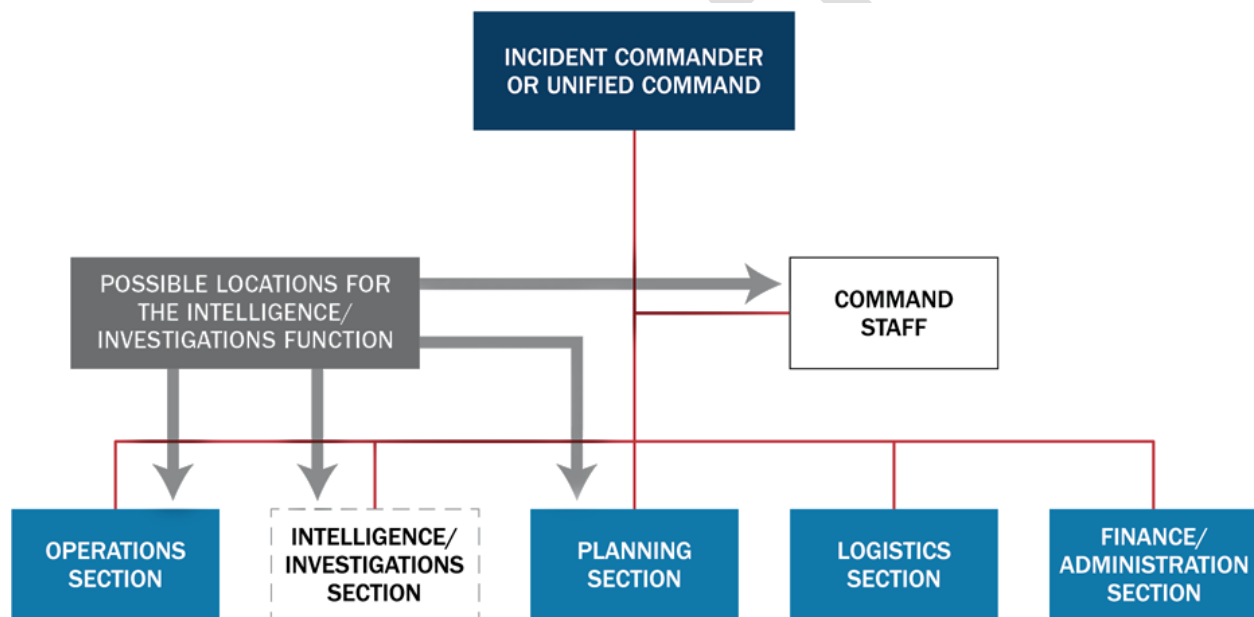 INCIDENT COMMANDER
OR UNIFIED COMMAND
POSSIBLE LOCATIONS FOR
THE INTELLIGENCE/
INVESTIGATIONS FUNCTION
COMMAND
STAFF
OPERATIONS
SECTION
INTELLIGENCE/
INVESTIGATIONS
SECTION
PLANNING
SECTION
LOGISTICS
SECTION
FINANCE/
ADMINISTRATION
SECTION